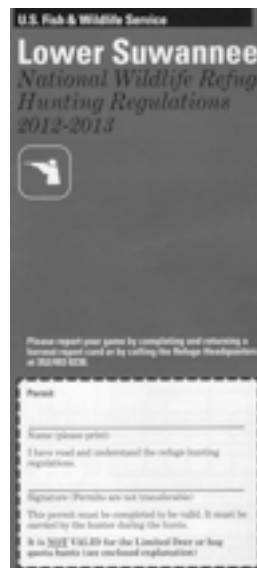 U.S. Fish & Wildlife Service
Lower Suwannee
National Wildlife Refug
Hunting Regulations
2012-2013
Please report your game by completing and returning a
harvest report card or by calling the Refuge Headquarters
at 352/493 0238.
Permit
Name (please print)
I have read and understand the refuge hunting
regulations.
Signature (Permits are not transferable)
This permit must be completed to be valid. It must be
carried by the hunter during the hunts.
It is NOT VALID for the Limited Deer or hog
quota hunts (see enclosed explanation)